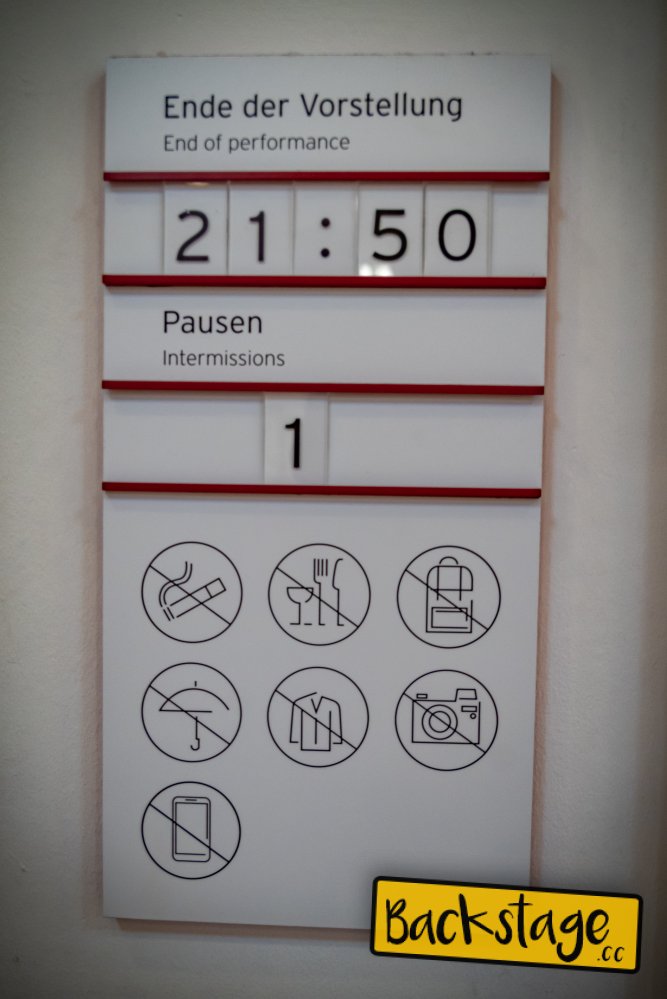 Ende der Vorstellung
End of performance
21:50
Pausen
Intermissions
1
Backstage.cc